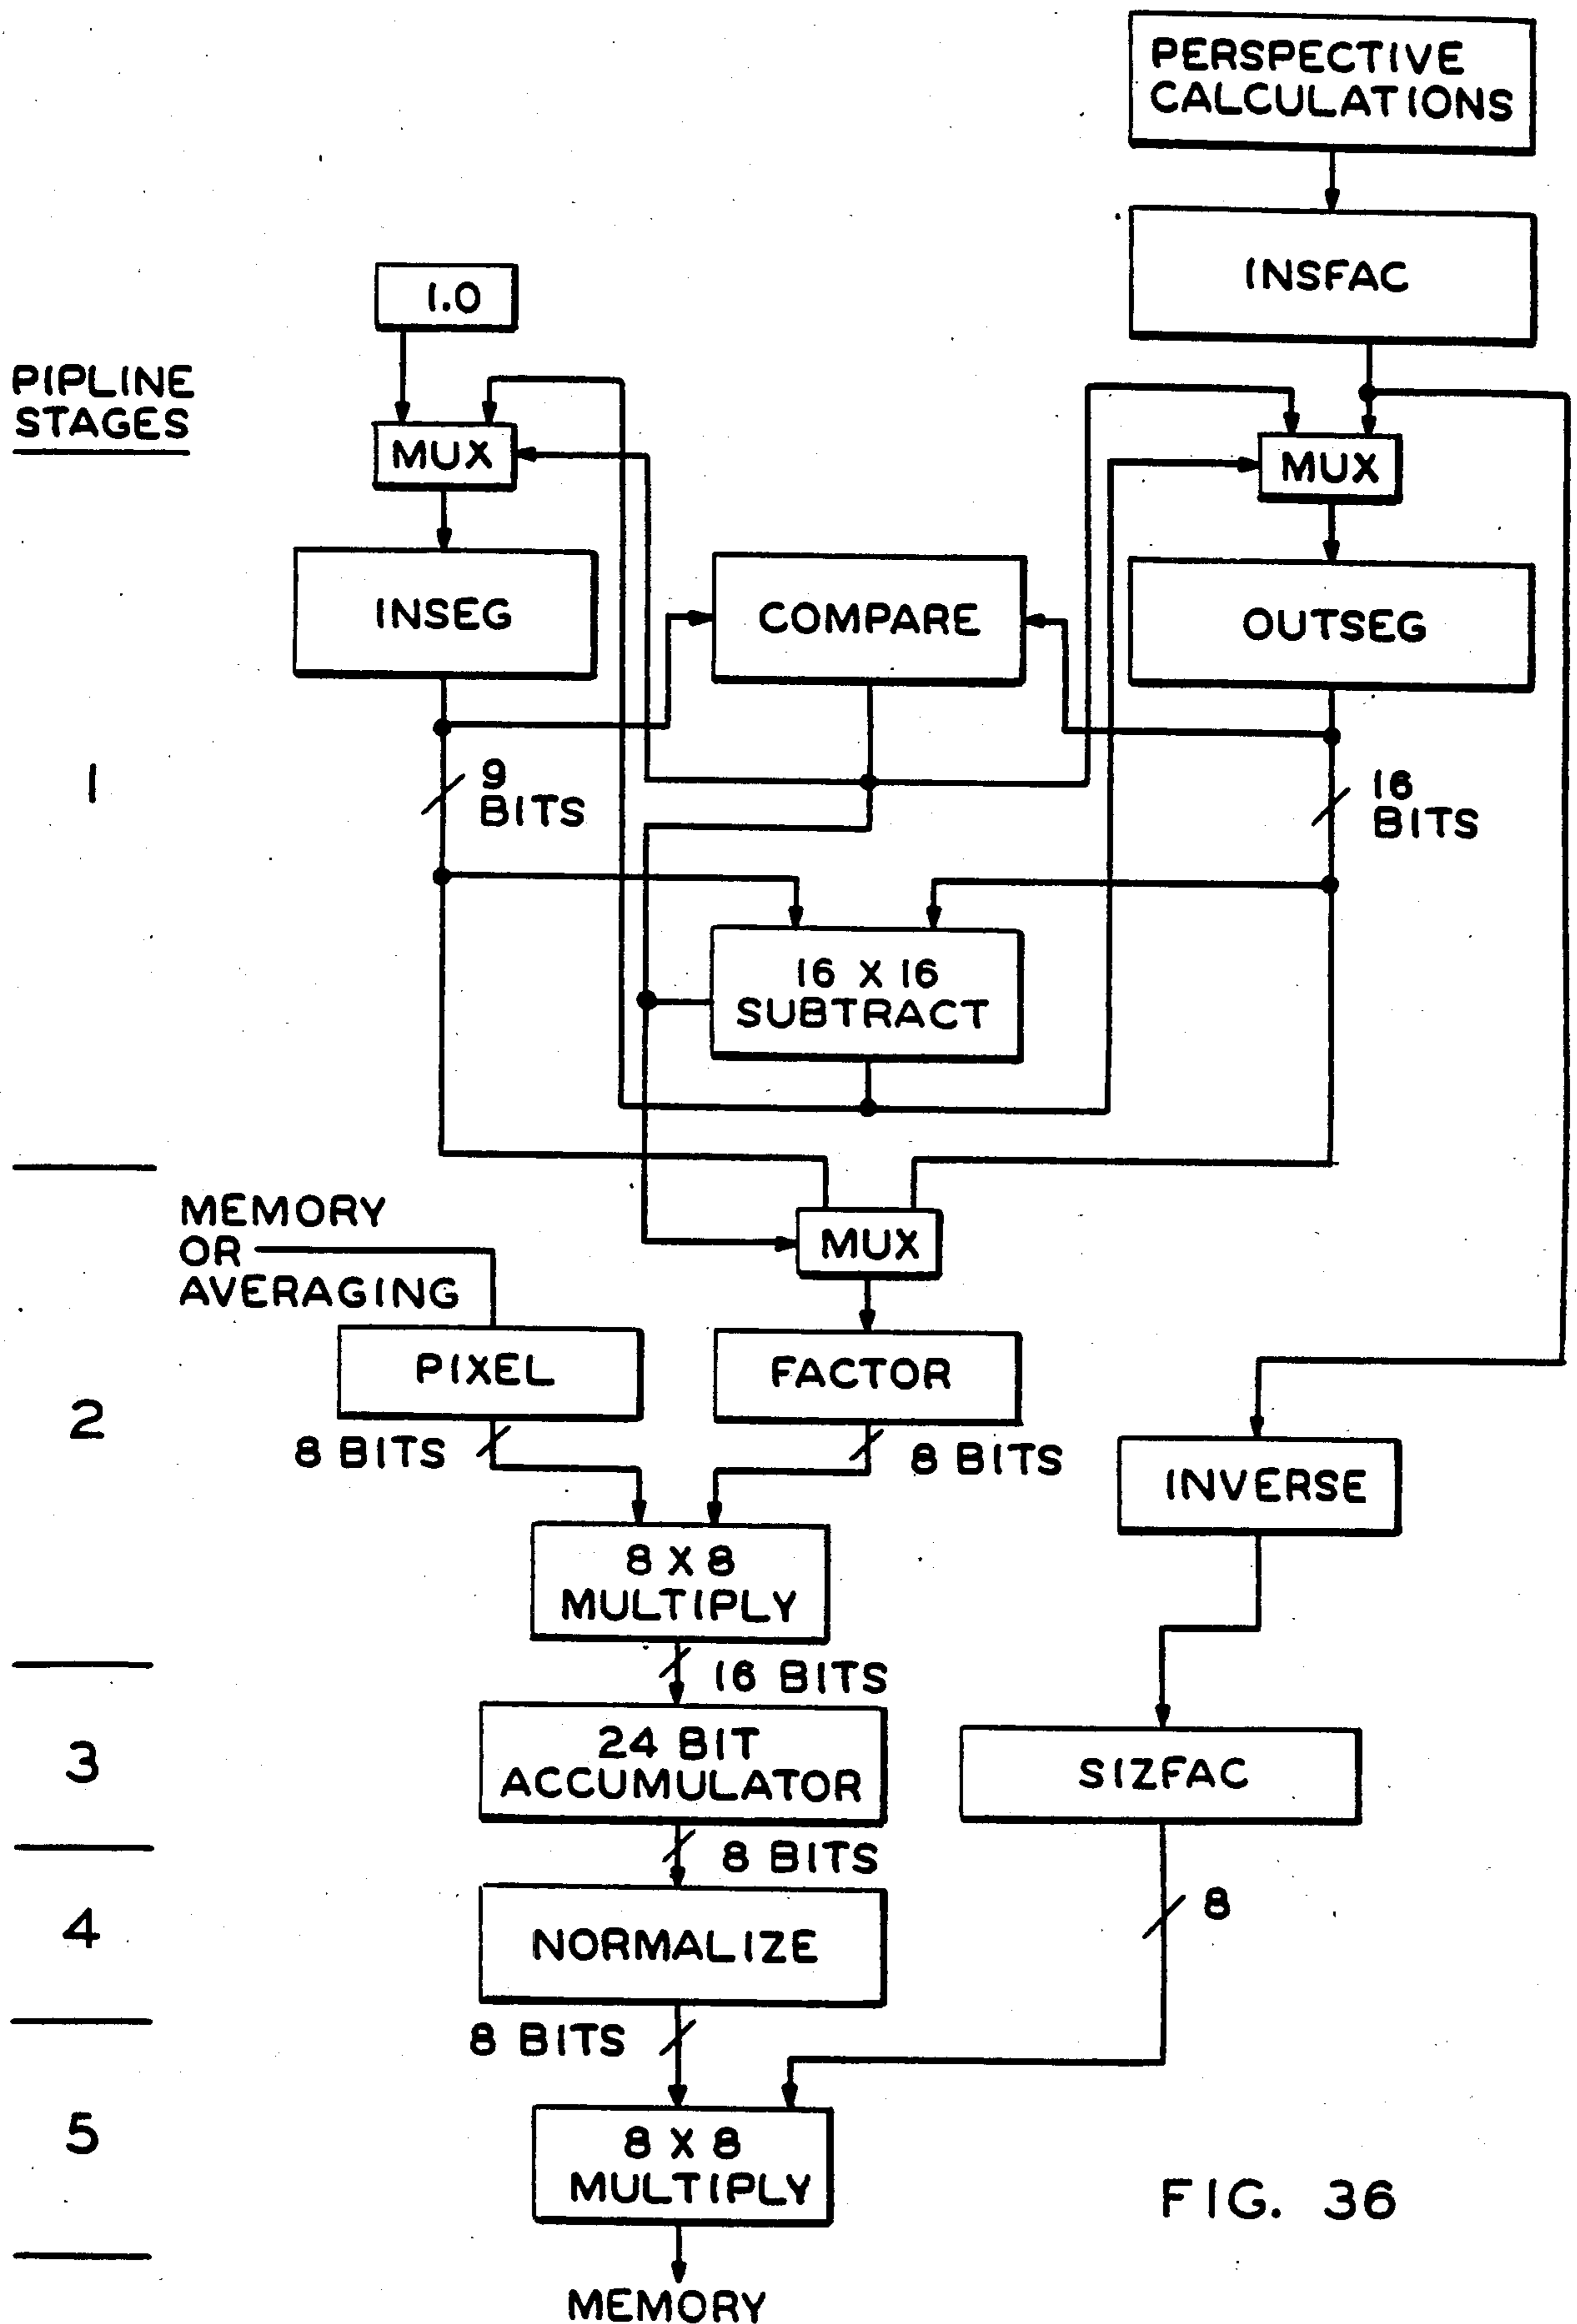 PERSPECTIVE
CALCULATIONS
INSFAC
1.0
PIPLINE
STAGES
MUX
MUX
INSEG
COMPARE
OUTSEG
1
9
BITS
16
BITS
16 X 16
SUBTRACT
MEMORY
OR
AVERAGING
MUX
PIXEL
FACTOR
2
8 BITS
8 BITS
INVERSE
8 X 8
MULTIPLY
16 BITS
3
24 BIT
ACCUMULATOR
SIZFAC
8 BITS
4
NORMALIZE
8
8 BITS
5
8 X 8
MULTIPLY
FIG. 36
MEMORY